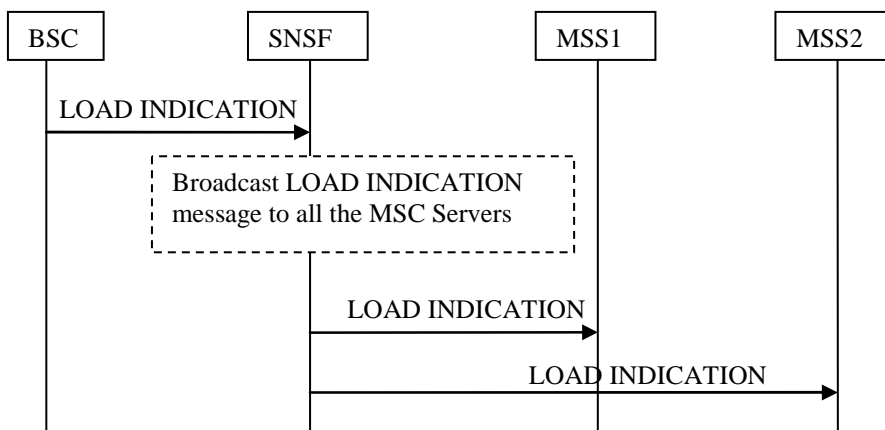 BSC
SNSF
MSS1
MSS2
LOAD INDICATION
Broadcast LOAD INDICATION
message to all the MSC Servers
LOAD INDICATION
LOAD INDICATION